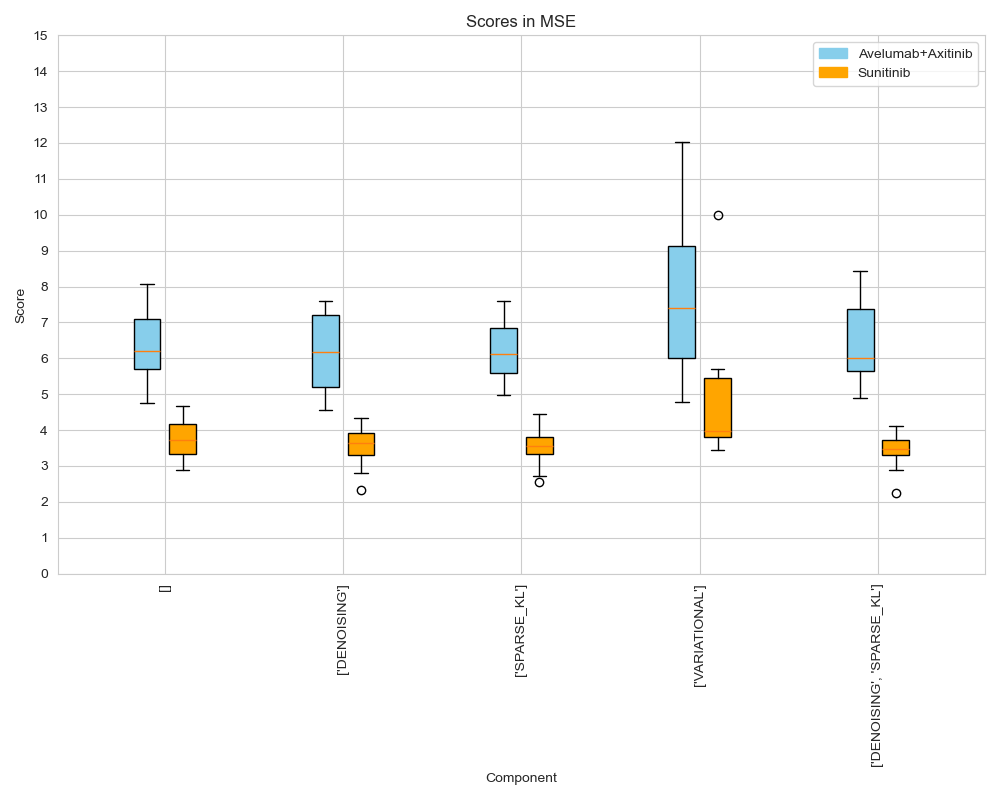 Scores in MSE
15
14
13
12
11
10
9
8
7
6
5
4
3
2
1
0
Score
Avelumab+Axitinib
Sunitinib
[]
['DENOISING']
['SPARSE_KL']
['VARIATIONAL']
['DENOISING', 'SPARSE_KL']
Component